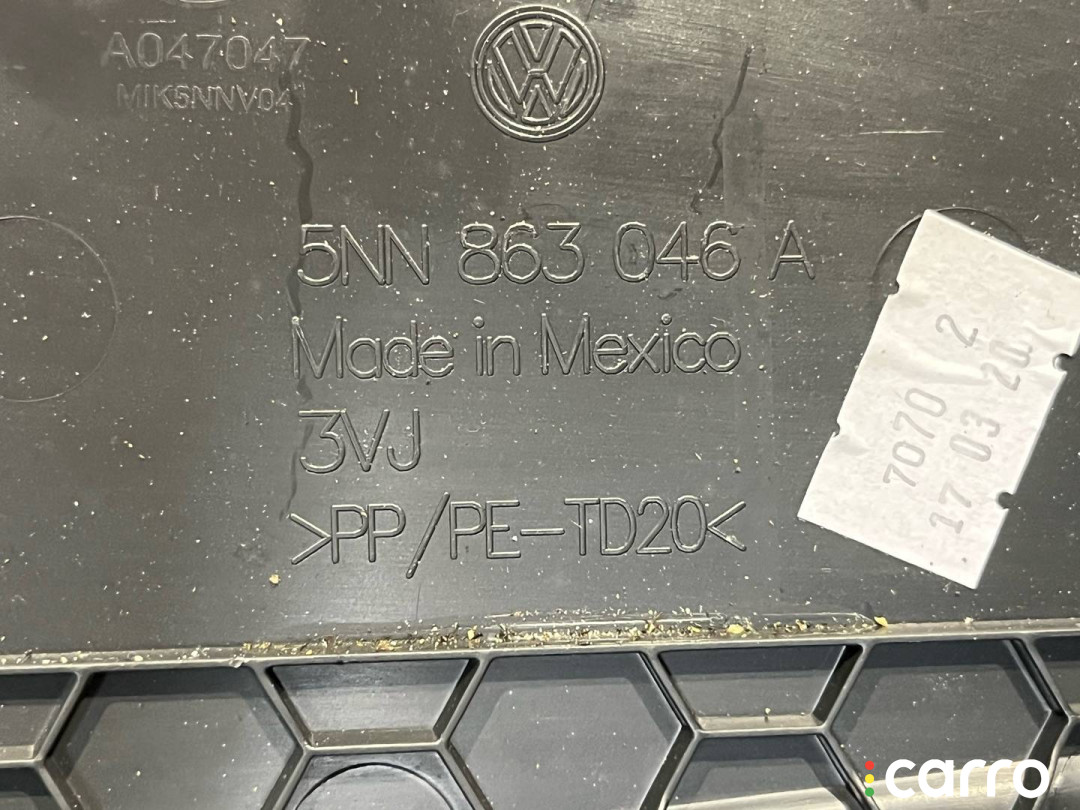 A047047
MIK5NNV04
5NN 863 046 A
Made in Mexico
3VJ
>PP/PE-TD20<
7070 2
17 03 20
carro